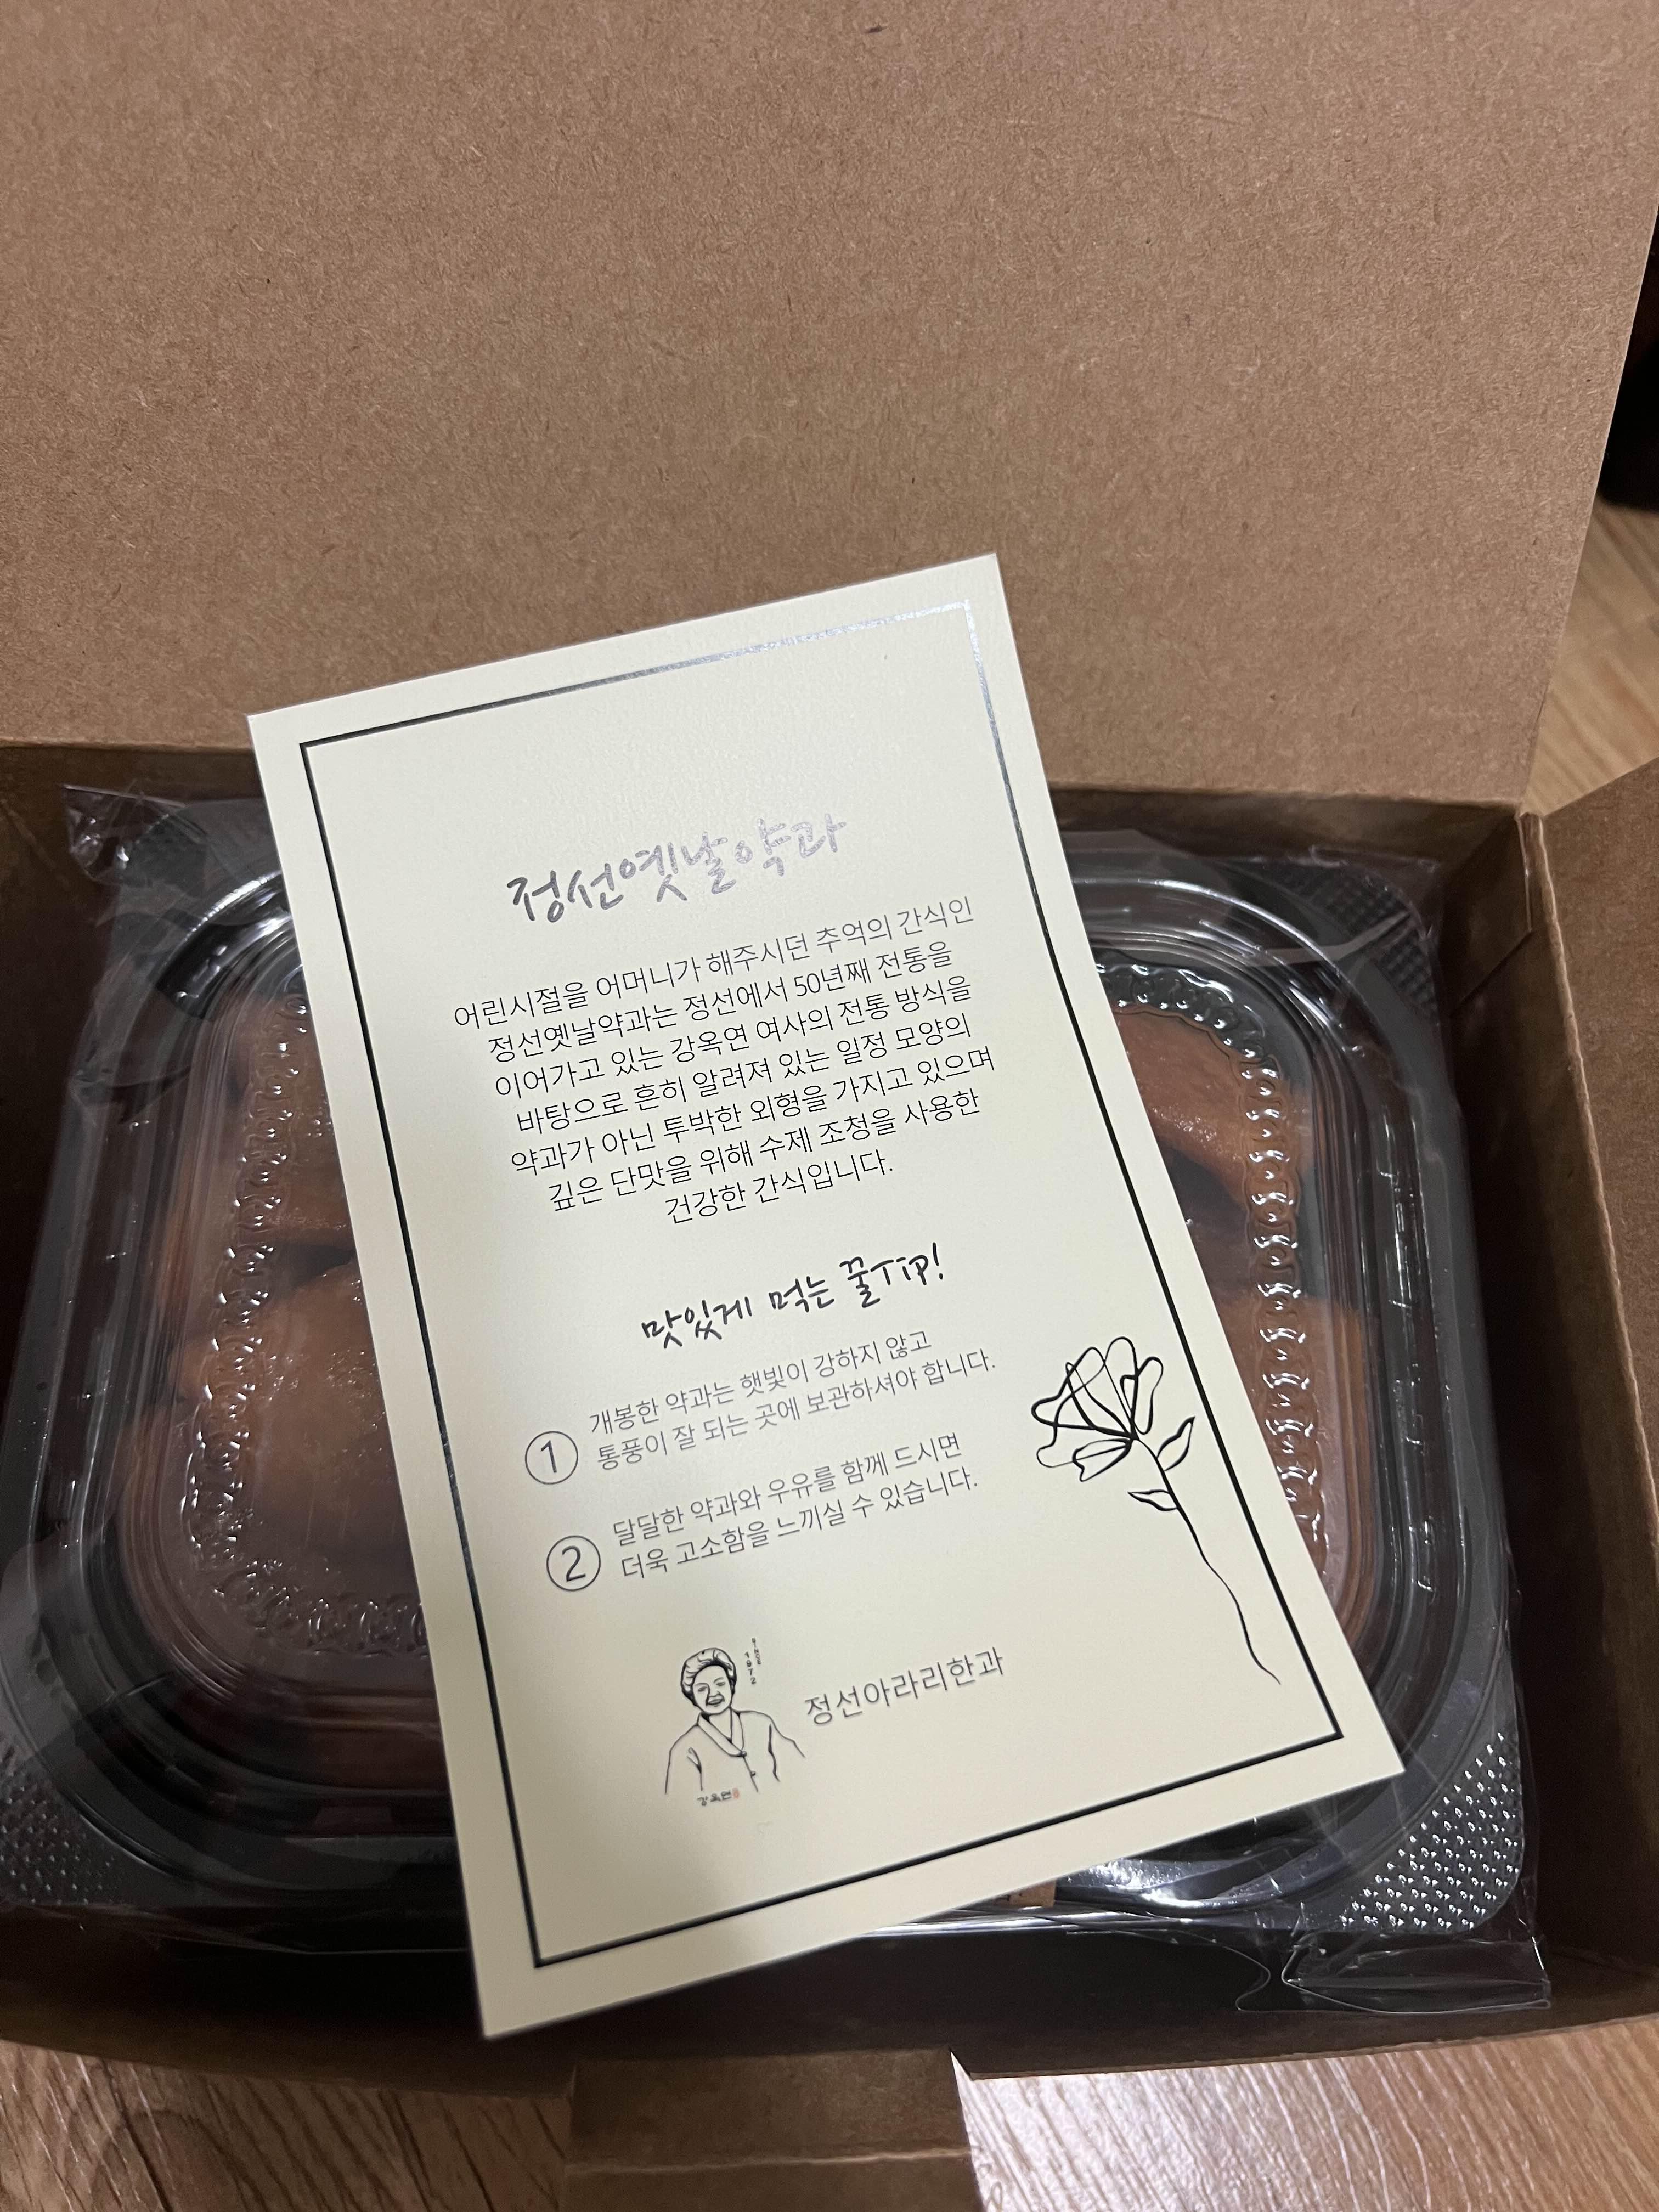 정선옛날약과
어린시절을 어머니가 해주시던 추억의 간식인
정선옛날약과는 정선에서 50년째 전통을
이어가고 있는 강옥연 여사의 전통 방식을
바탕으로 흔히 알려져 있는 일정 모양의
약과가 아닌 투박한 외형을 가지고 있으며
깊은 단맛을 위해 수제 조청을 사용한
건강한 간식입니다.
맛있게 먹는 꿀TiP!
1 개봉한 약과는 햇빛이 강하지 않고
통풍이 잘 되는 곳에 보관하셔야 합니다.
2 달달한 약과와 우유를 함께 드시면
더욱 고소함을 느끼실 수 있습니다.
1972
강옥연
정선아라리한과